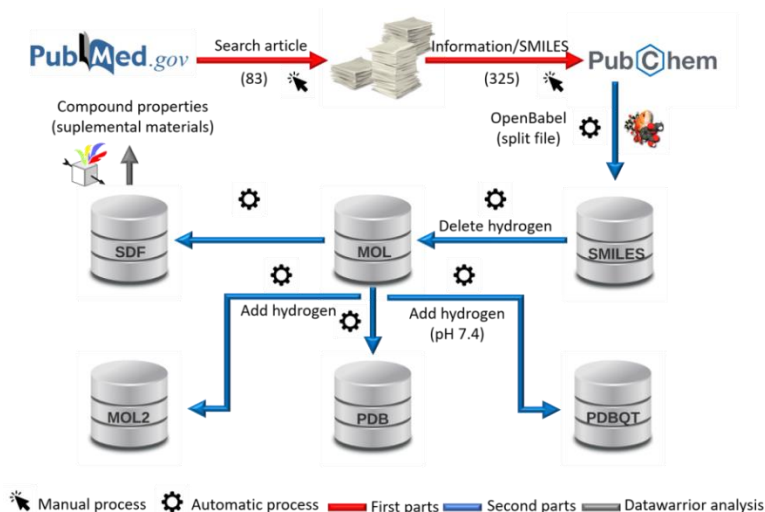 PubMed.gov
Search article
(83)
Information/SMILES
(325)
PubChem
Compound properties
(suplemental materials)
OpenBabel
(split file)
SDF
MOL
Delete hydrogen
SMILES
Add hydrogen
Add hydrogen
(pH 7.4)
MOL2
PDB
PDBQT
Manual process
Automatic process
First parts
Second parts
Datawarrior analysis